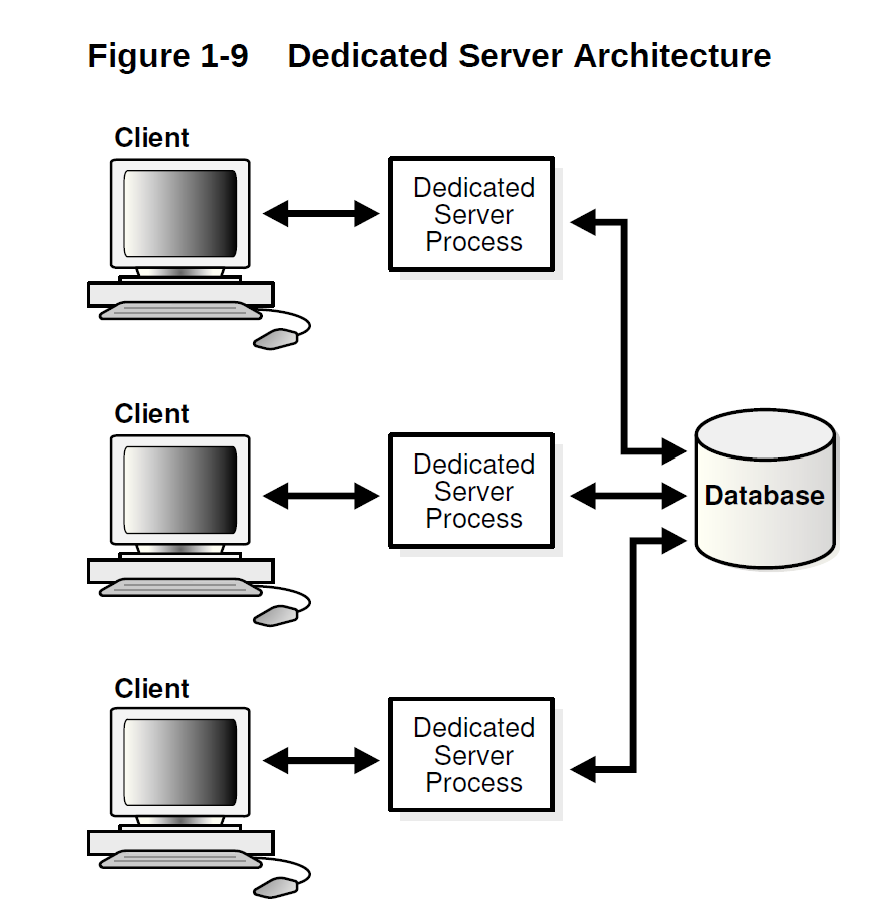 Figure 1-9 Dedicated Server Architecture
Client
Dedicated
Server
Process
Client
Dedicated
Server
Process
Database
Client
Dedicated
Server
Process